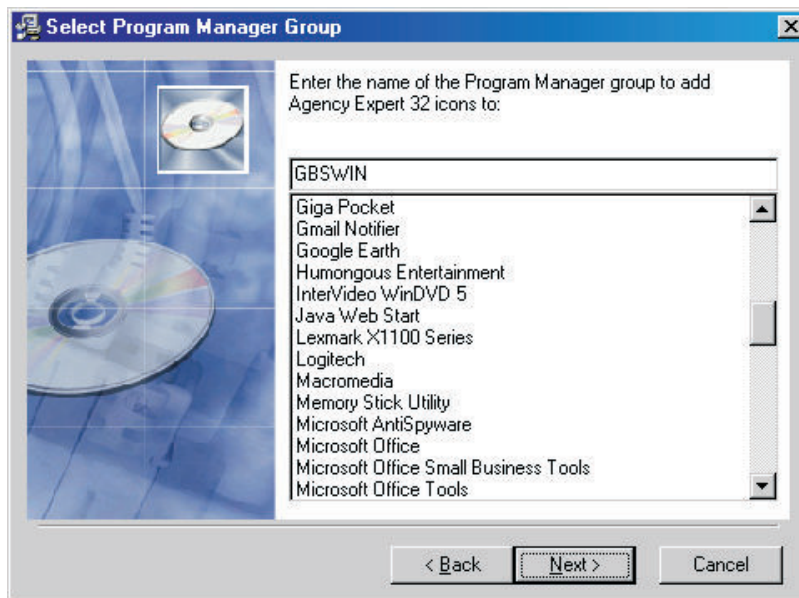 Select Program Manager Group
Enter the name of the Program Manager group to add
Agency Expert 32 icons to:
GBSWIN
Giga Pocket
Gmail Notifier
Google Earth
Humongous Entertainment
InterVideo WinDVD 5
Java Web Start
Lexmark X1100 Series
Logitech
Macromedia
Memory Stick Utility
Microsoft AntiSpyware
Microsoft Office
Microsoft Office Small Business Tools
Microsoft Office Tools
< Back
Next >
Cancel